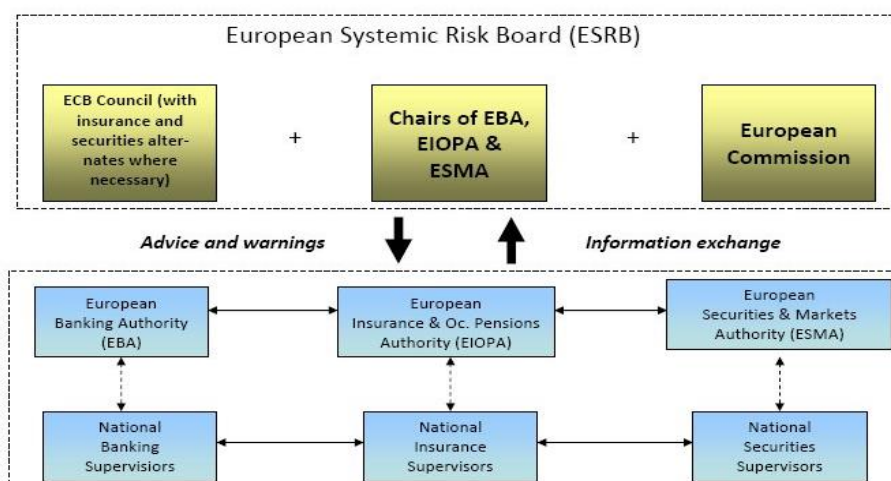 European Systemic Risk Board (ESRB)
ECB Council (with
insurance and
securities alter-
nates where
necessary)
+
Chairs of EBA,
EIOPA &
ESMA
+
European
Commission
Advice and warnings
Information exchange
European
Banking Authority
(EBA)
European
Insurance & Oc. Pensions
Authority (EIOPA)
European
Securities & Markets
Authority (ESMA)
National
Banking
Supervisiors
National
Insurance
Supervisors
National
Securities
Supervisors